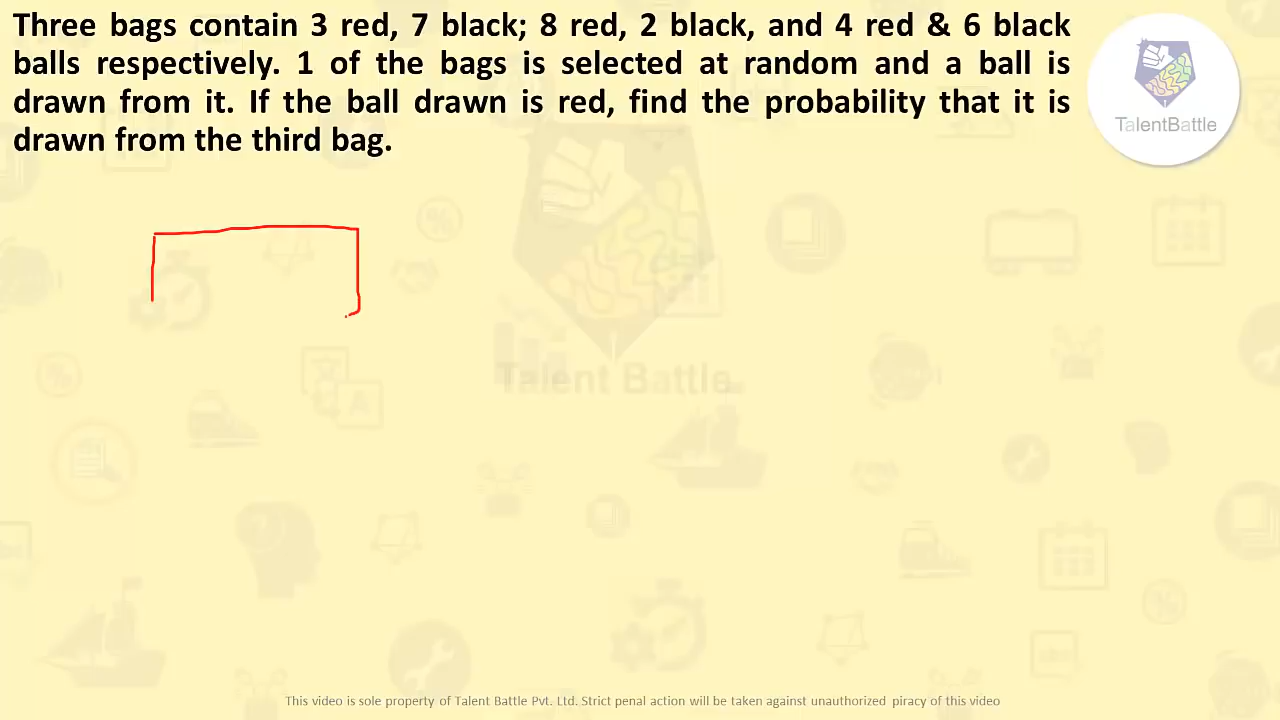 Three bags contain 3 red, 7 black; 8 red, 2 black, and 4 red & 6 black
balls respectively. 1 of the bags is selected at random and a ball is
drawn from it. If the ball drawn is red, find the probability that it is
drawn from the third bag.
TalentBattle
Talent Battle
This video is sole property of Talent Battle Pvt. Ltd. Strict penal action will be taken against unauthorized piracy of this video